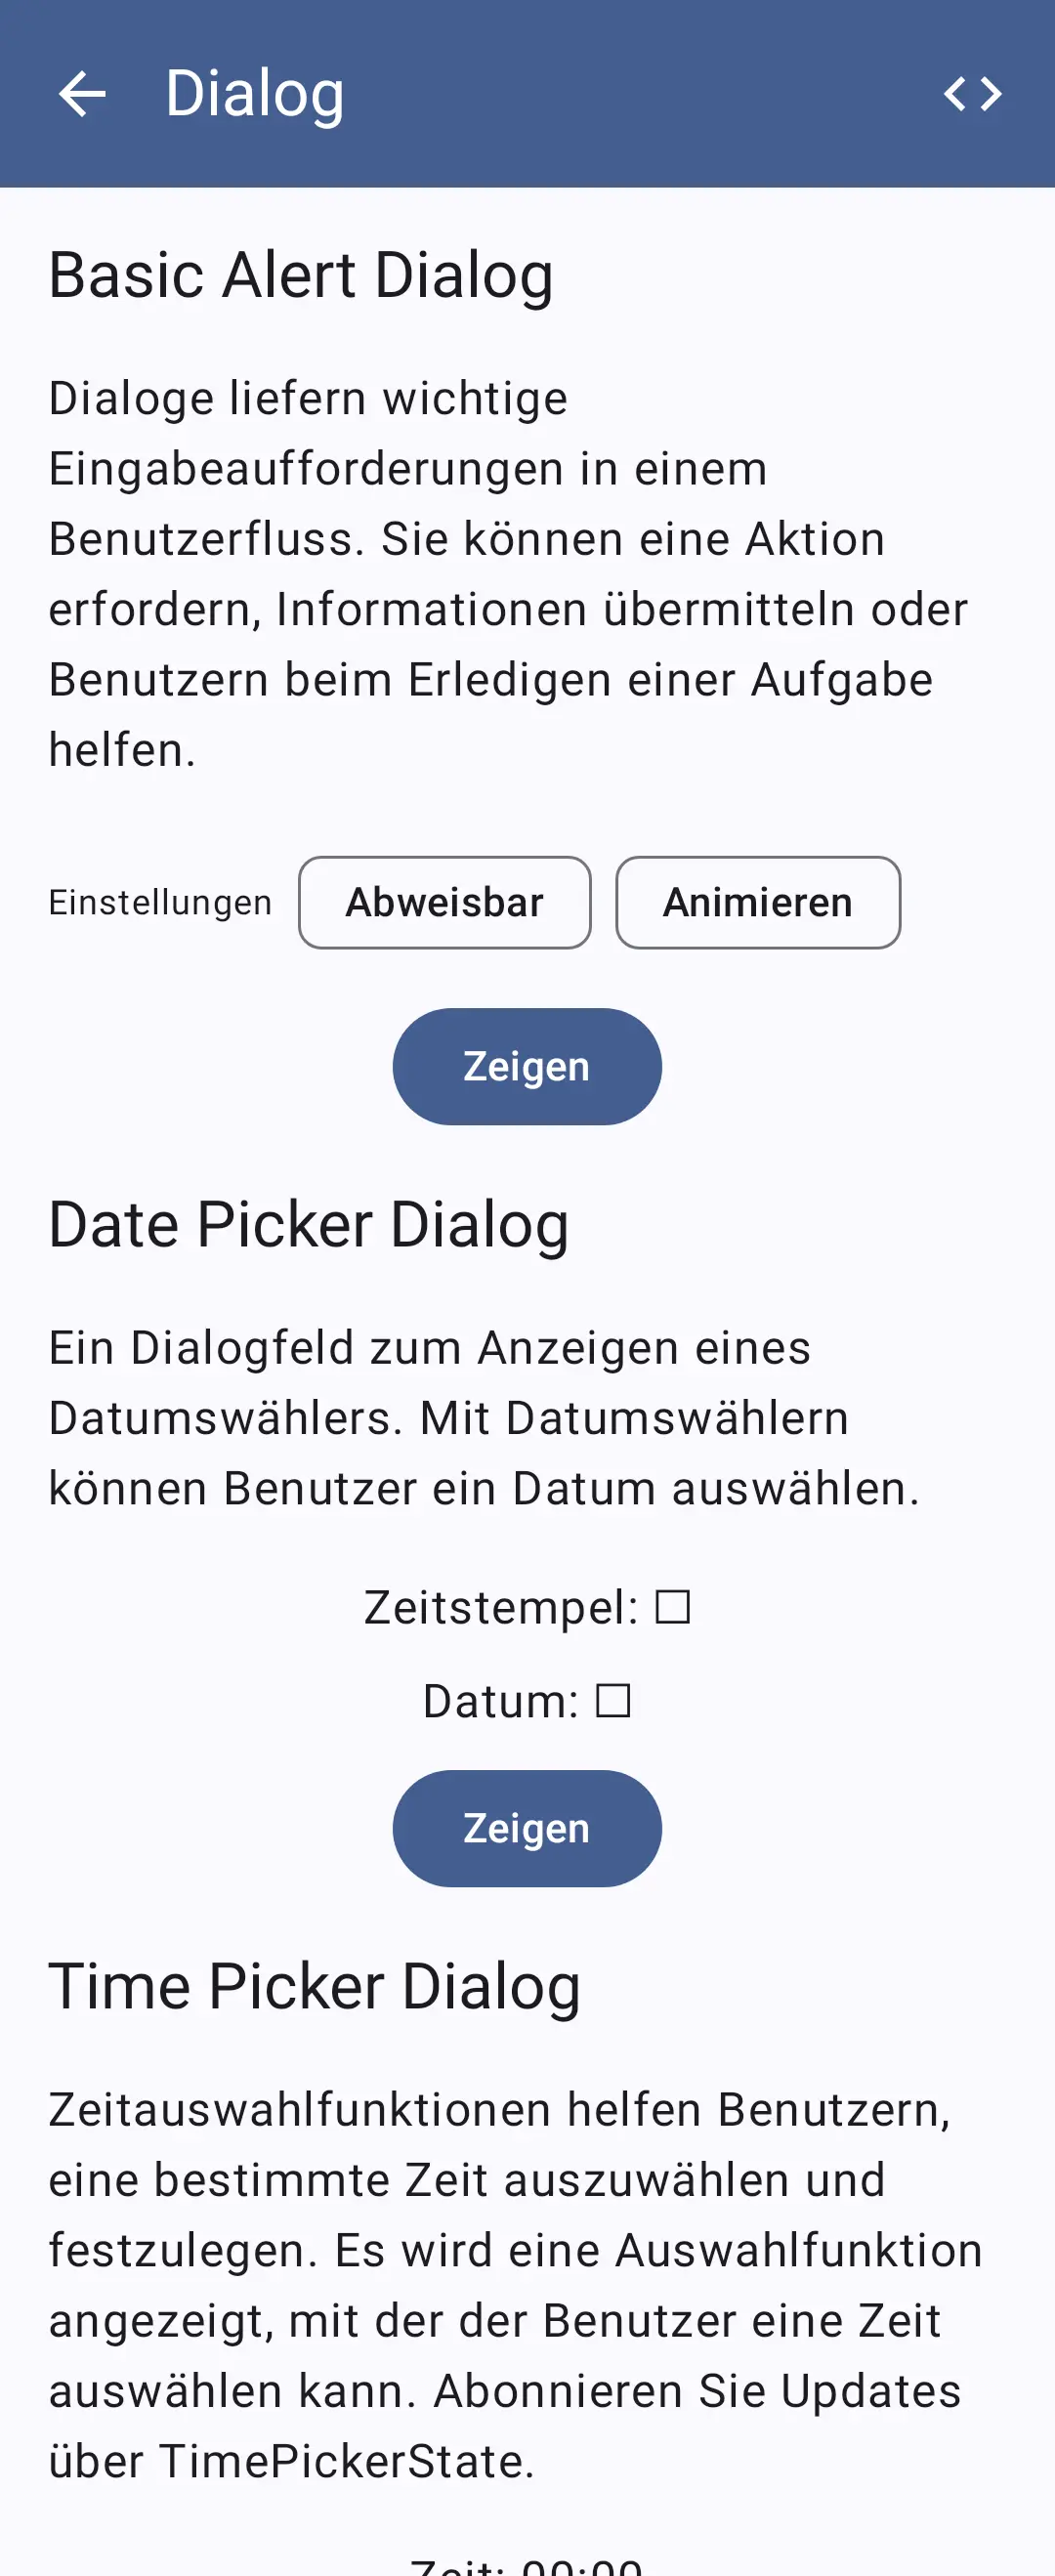 Dialog
Basic Alert Dialog
Dialoge liefern wichtige
Eingabeaufforderungen in einem
Benutzerfluss. Sie können eine Aktion
erfordern, Informationen übermitteln oder
Benutzern beim Erledigen einer Aufgabe
helfen.
Einstellungen Abweisbar Animieren
Zeigen
Date Picker Dialog
Ein Dialogfeld zum Anzeigen eines
Datumswählers. Mit Datumswählern
können Benutzer ein Datum auswählen.
Zeitstempel: ☐
Datum: ☐
Zeigen
Time Picker Dialog
Zeitauswahlfunktionen helfen Benutzern,
eine bestimmte Zeit auszuwählen und
festzulegen. Es wird eine Auswahlfunktion
angezeigt, mit der der Benutzer eine Zeit
auswählen kann. Abonnieren Sie Updates
über TimePickerState.
Zeit: 00:00